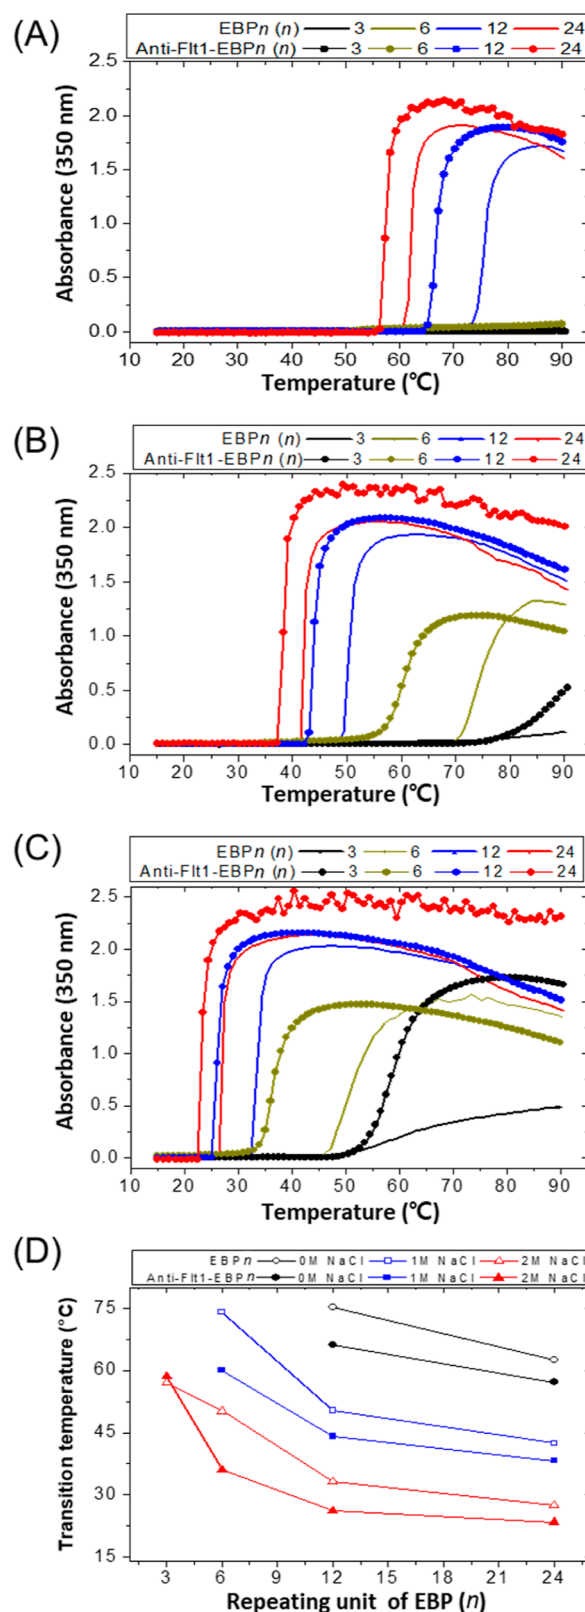 (A)
EBPn (n) 3 6 12 24
Anti-Flt1-EBPn (n) 3 6 12 24
2.5
2.0
1.5
1.0
0.5
0.0
Absorbance (350 nm)
10 20 30 40 50 60 70 80 90
Temperature (℃)
(B)
EBPn (n) 3 6 12 24
Anti-Flt1-EBPn (n) 3 6 12 24
2.5
2.0
1.5
1.0
0.5
0.0
Absorbance (350 nm)
10 20 30 40 50 60 70 80 90
Temperature (℃)
(C)
EBPn (n) 3 6 12 24
Anti-Flt1-EBPn (n) 3 6 12 24
2.5
2.0
1.5
1.0
0.5
0.0
Absorbance (350 nm)
10 20 30 40 50 60 70 80 90
Temperature (℃)
(D)
EBPn 0M NaCl 1M NaCl 2M NaCl
Anti-Flt1-EBPn 0M NaCl 1M NaCl 2M NaCl
75
60
45
30
15
Transition temperature (°C)
3 6 9 12 15 18 21 24
Repeating unit of EBP (n)